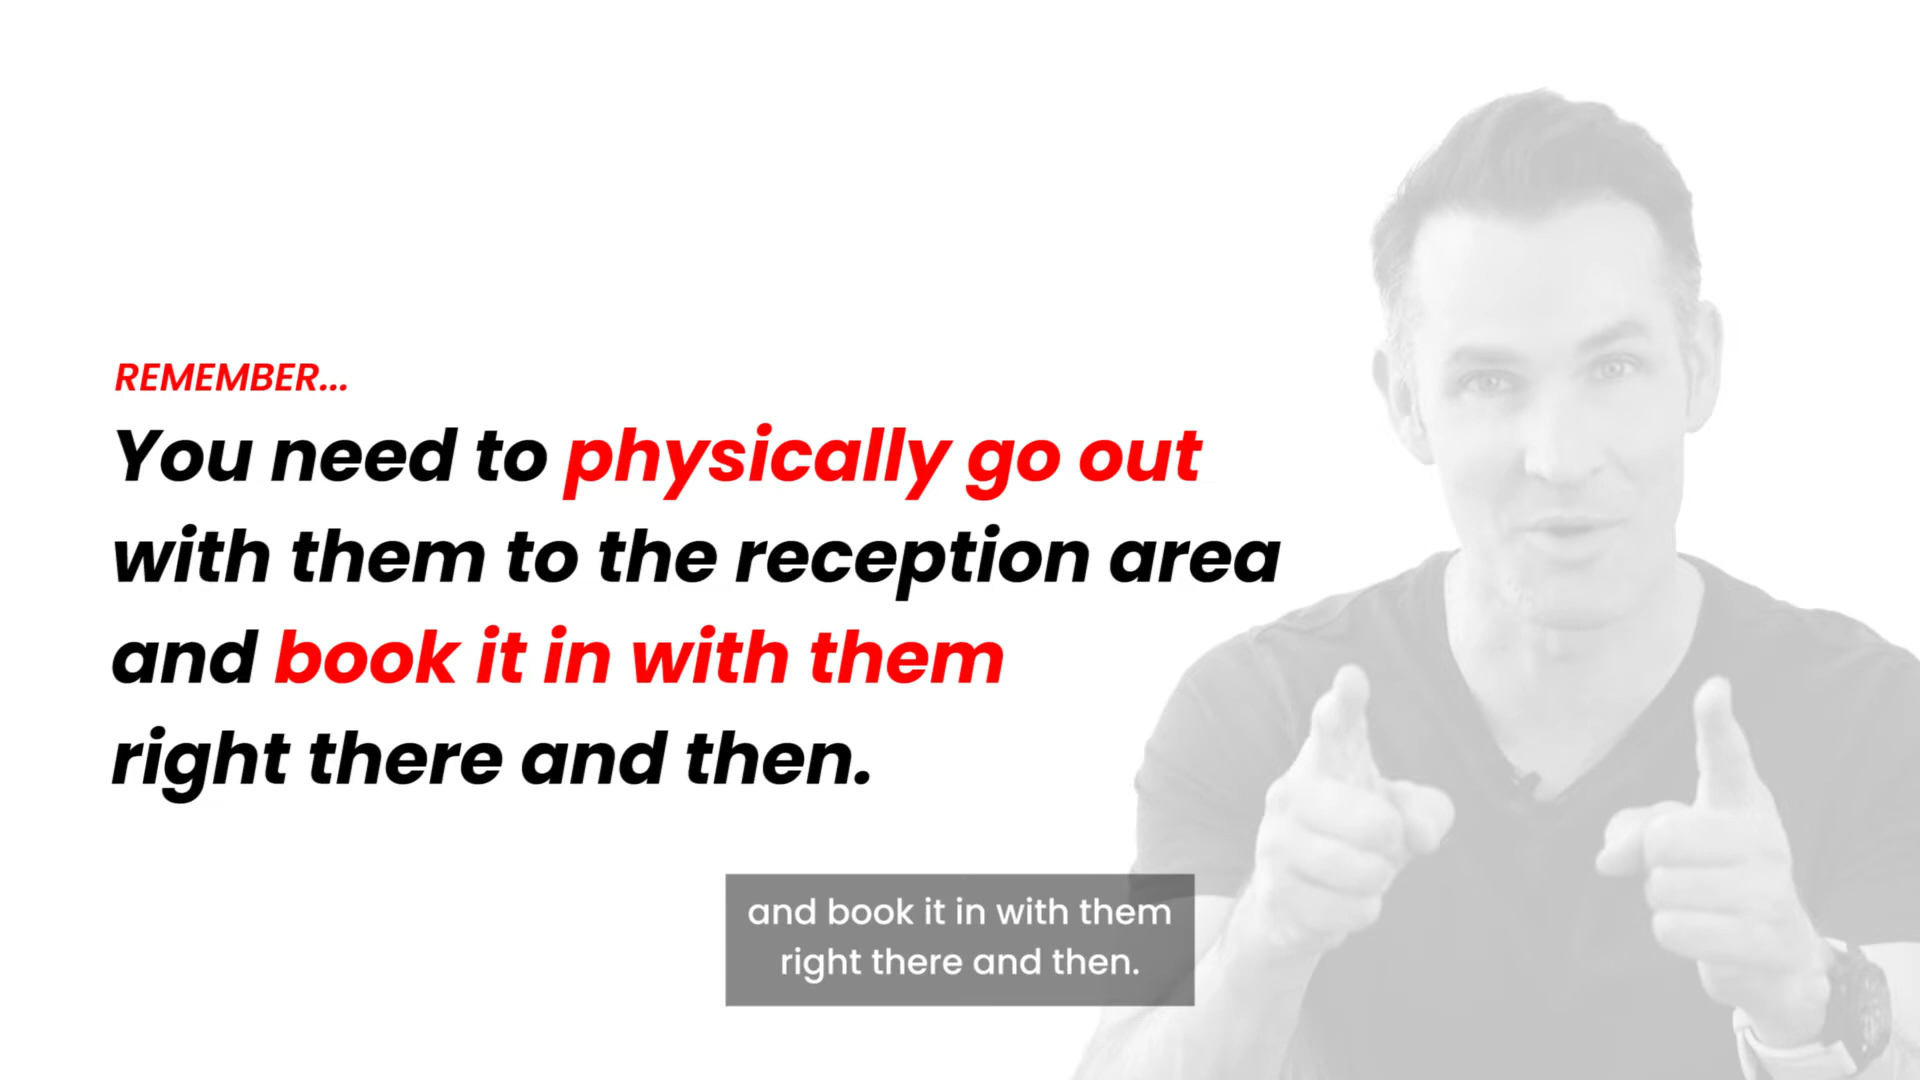 REMEMBER...
You need to physically go out
with them to the reception area
and book it in with them
right there and then.
and book it in with them
right there and then.